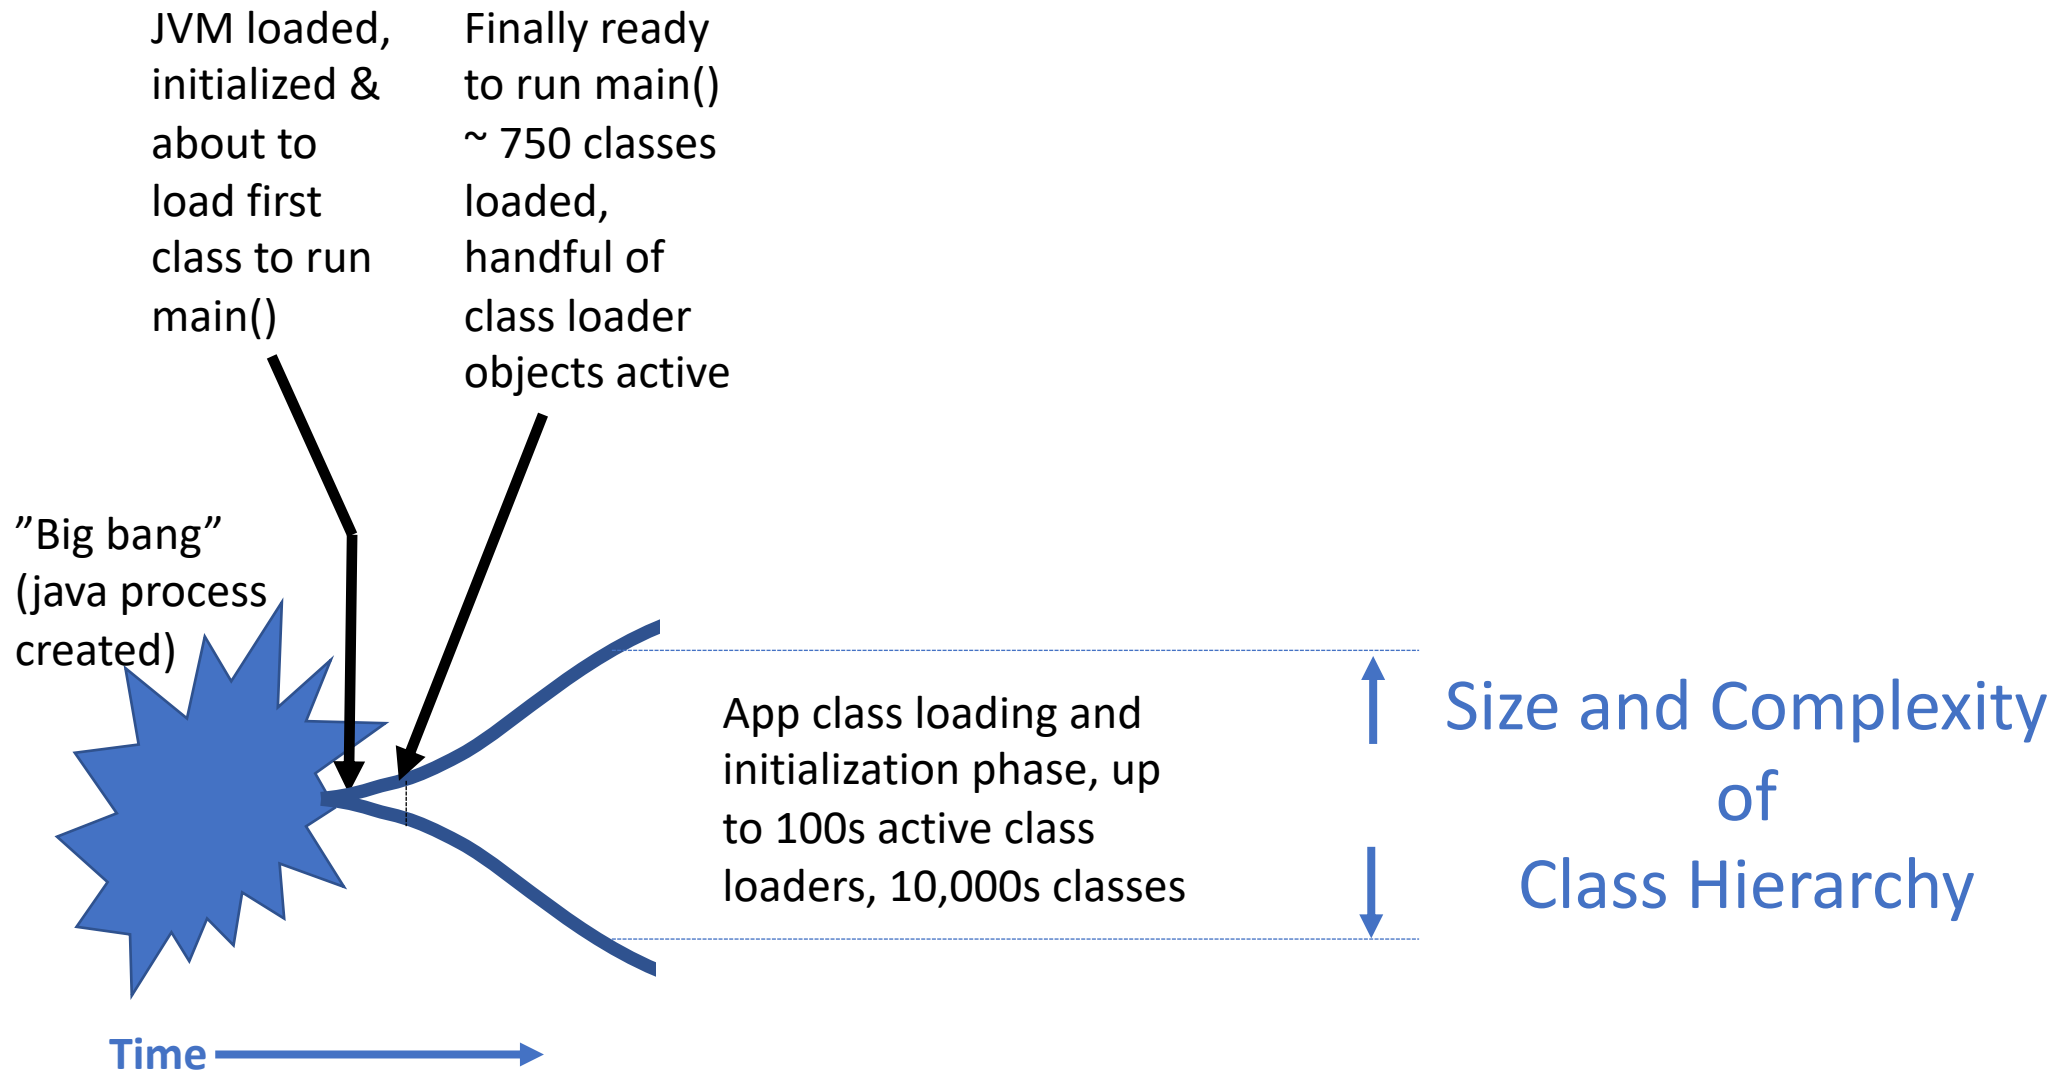 JVM loaded,
initialized &
about to
load first
class to run
main()
Finally ready
to run main()
~ 750 classes
loaded,
handful of
class loader
objects active
”Big bang”
(java process
created)
App class loading and
initialization phase, up
to 100s active class
loaders, 10,000s classes
Size and Complexity
of
Class Hierarchy
Time